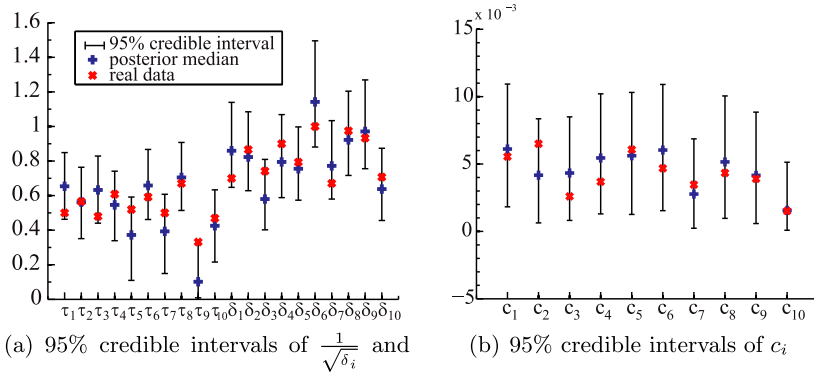 1.6
1.4
1.2
1
0.8
0.6
0.4
0.2
0
95% credible interval
posterior median
real data
τ1 τ2 τ3 τ4 τ5 τ6 τ7 τ8 τ9 τ10 δ1 δ2 δ3 δ4 δ5 δ6 δ7 δ8 δ9 δ10
(a) 95% credible intervals of 1/√δi and
15 x 10⁻³
10
5
0
−5
c1 c2 c3 c4 c5 c6 c7 c8 c9 c10
(b) 95% credible intervals of ci